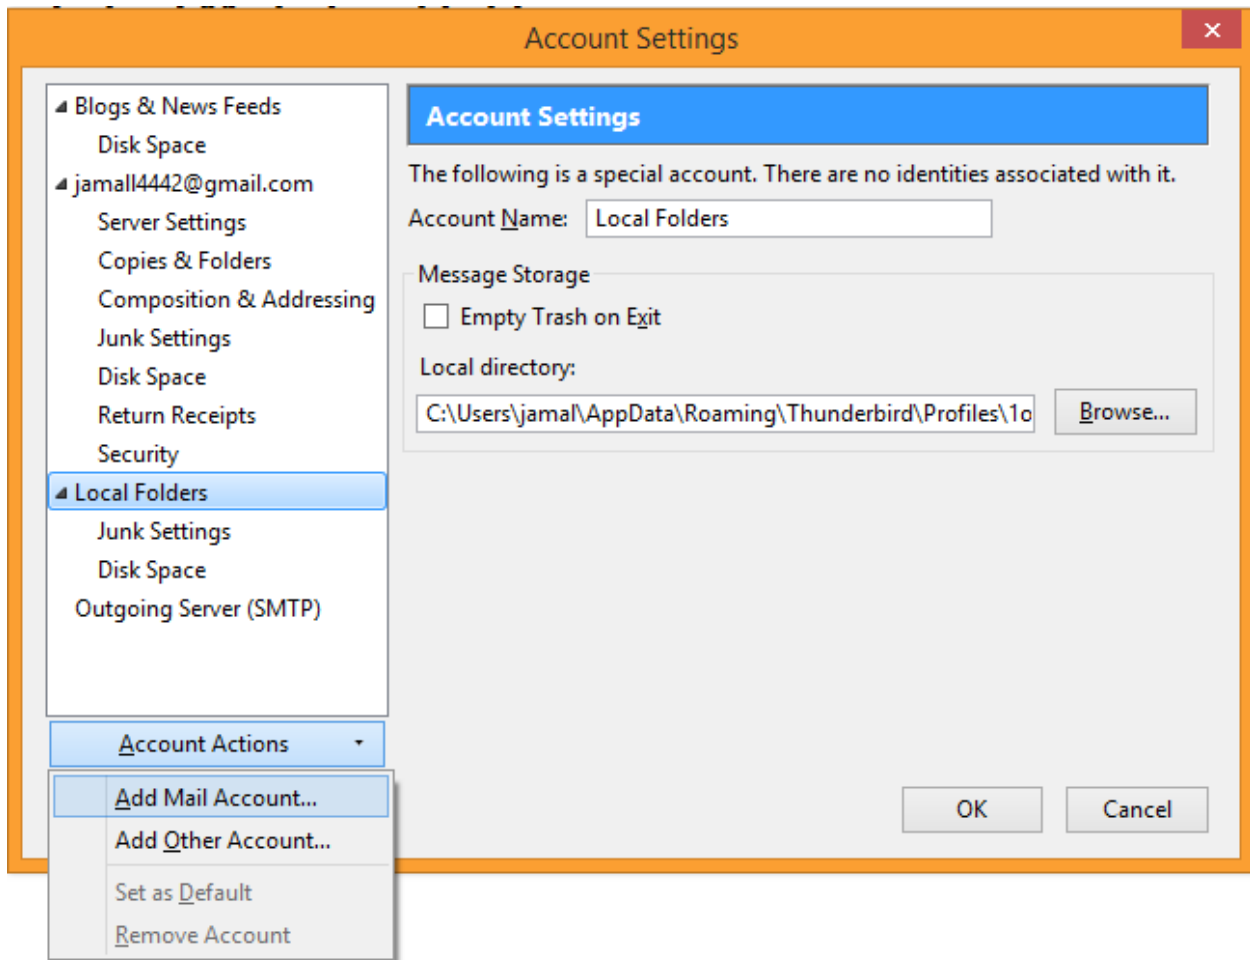 Account Settings
Blogs & News Feeds
Disk Space
jamall4442@gmail.com
Server Settings
Copies & Folders
Composition & Addressing
Junk Settings
Disk Space
Return Receipts
Security
Local Folders
Junk Settings
Disk Space
Outgoing Server (SMTP)
Account Actions
Add Mail Account...
Add Other Account...
Set as Default
Remove Account
Account Settings
The following is a special account. There are no identities associated with it.
Account Name: Local Folders
Message Storage
Empty Trash on Exit
Local directory:
C:\Users\jamal\AppData\Roaming\Thunderbird\Profiles\1o
Browse...
OK
Cancel